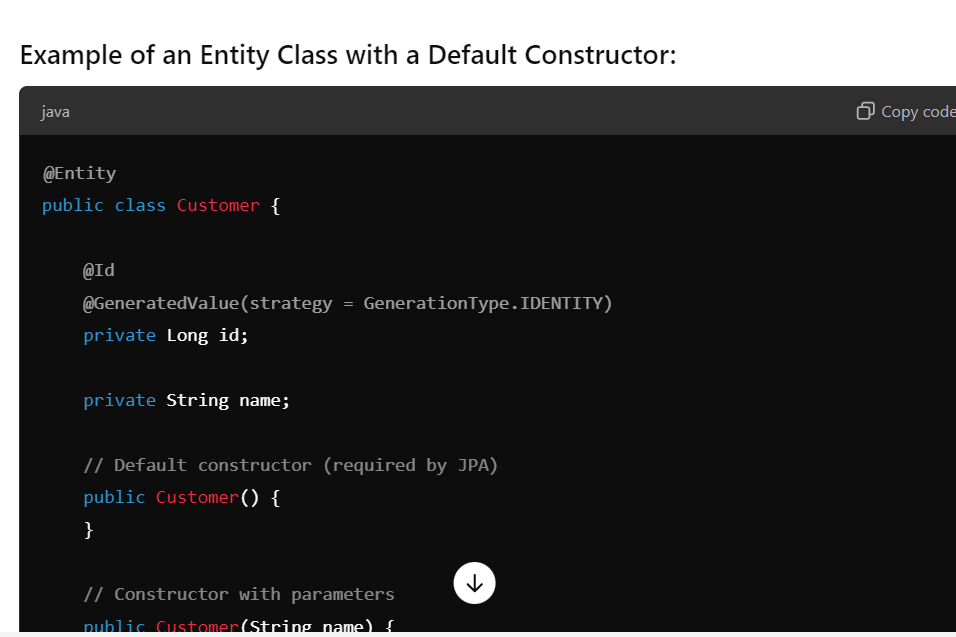 Example of an Entity Class with a Default Constructor:
java
Copy code
@Entity
public class Customer {
@Id
@GeneratedValue(strategy = GenerationType.IDENTITY)
private Long id;
private String name;
// Default constructor (required by JPA)
public Customer() {
}
// Constructor with parameters
public Customer(String name) {